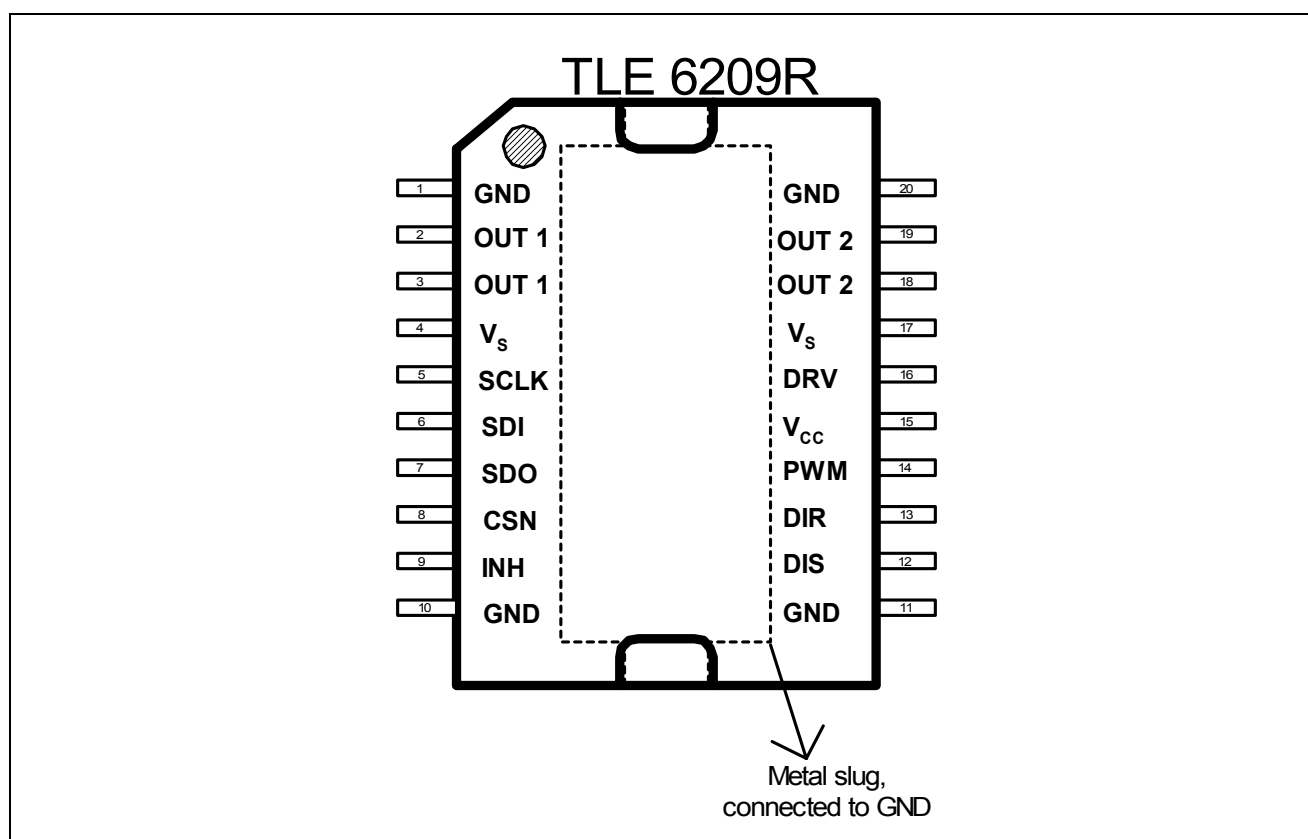 TLE 6209R
1 GND
2 OUT 1
3 OUT 1
4 VS
5 SCLK
6 SDI
7 SDO
8 CSN
9 INH
10 GND
GND 20
OUT 2 19
OUT 2 18
VS 17
DRV 16
VCC 15
PWM 14
DIR 13
DIS 12
GND 11
Metal slug,
connected to GND